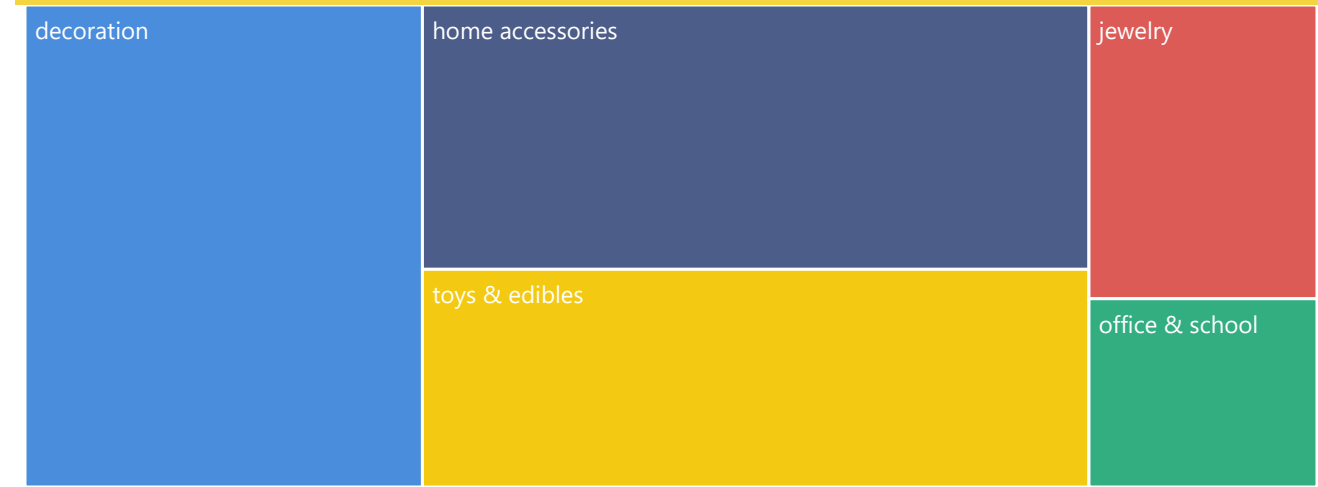 decoration
home accessories
jewelry
toys & edibles
office & school